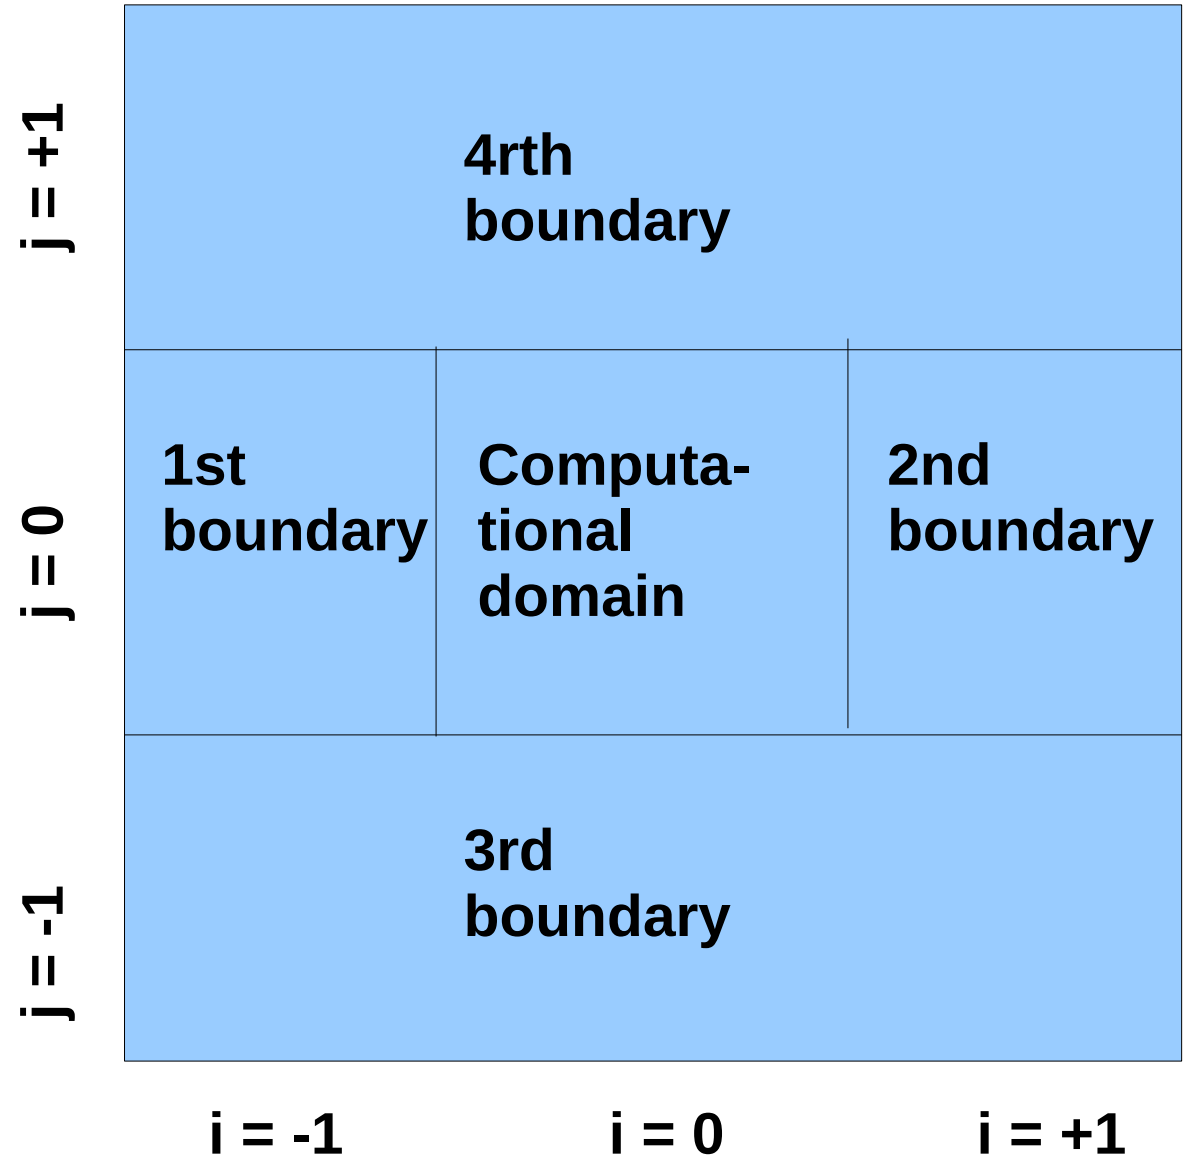 j = +1
4rth
boundary
j = 0
1st
boundary
Computa-
tional
domain
2nd
boundary
j = -1
3rd
boundary
i = -1
i = 0
i = +1